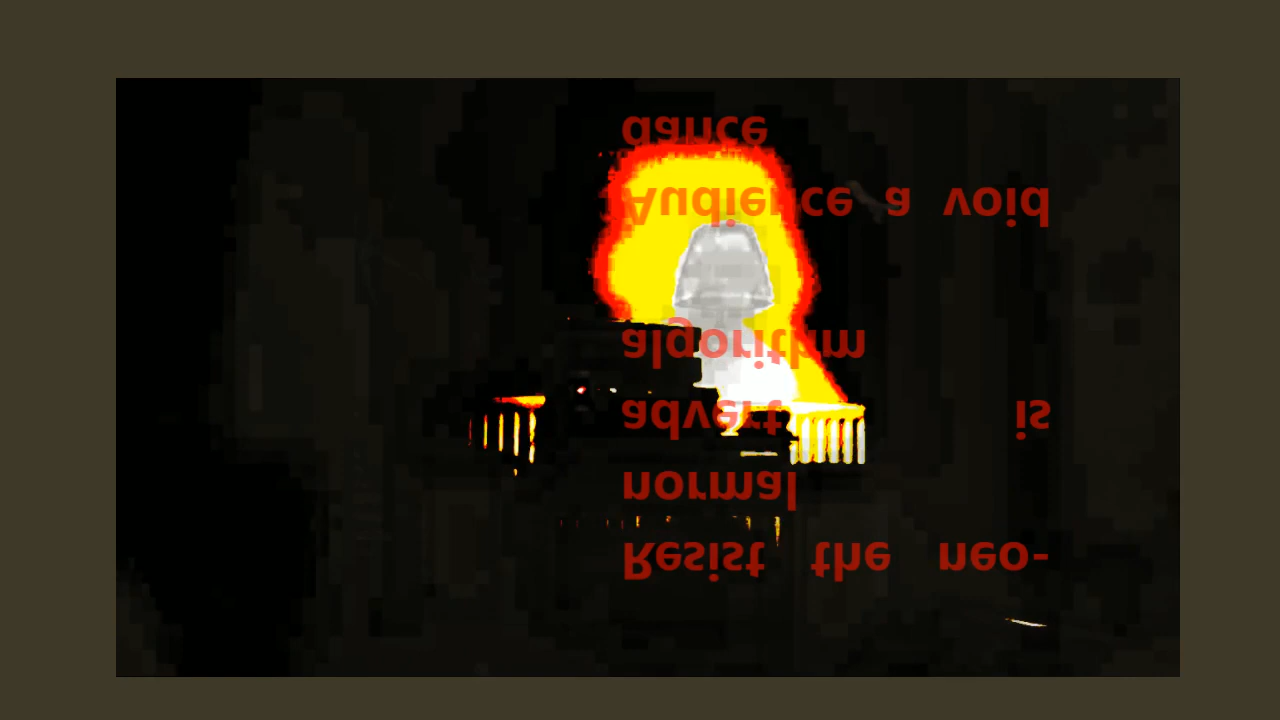 Resist the neo-
normal
advert is
algorithm
Audience a void
dance